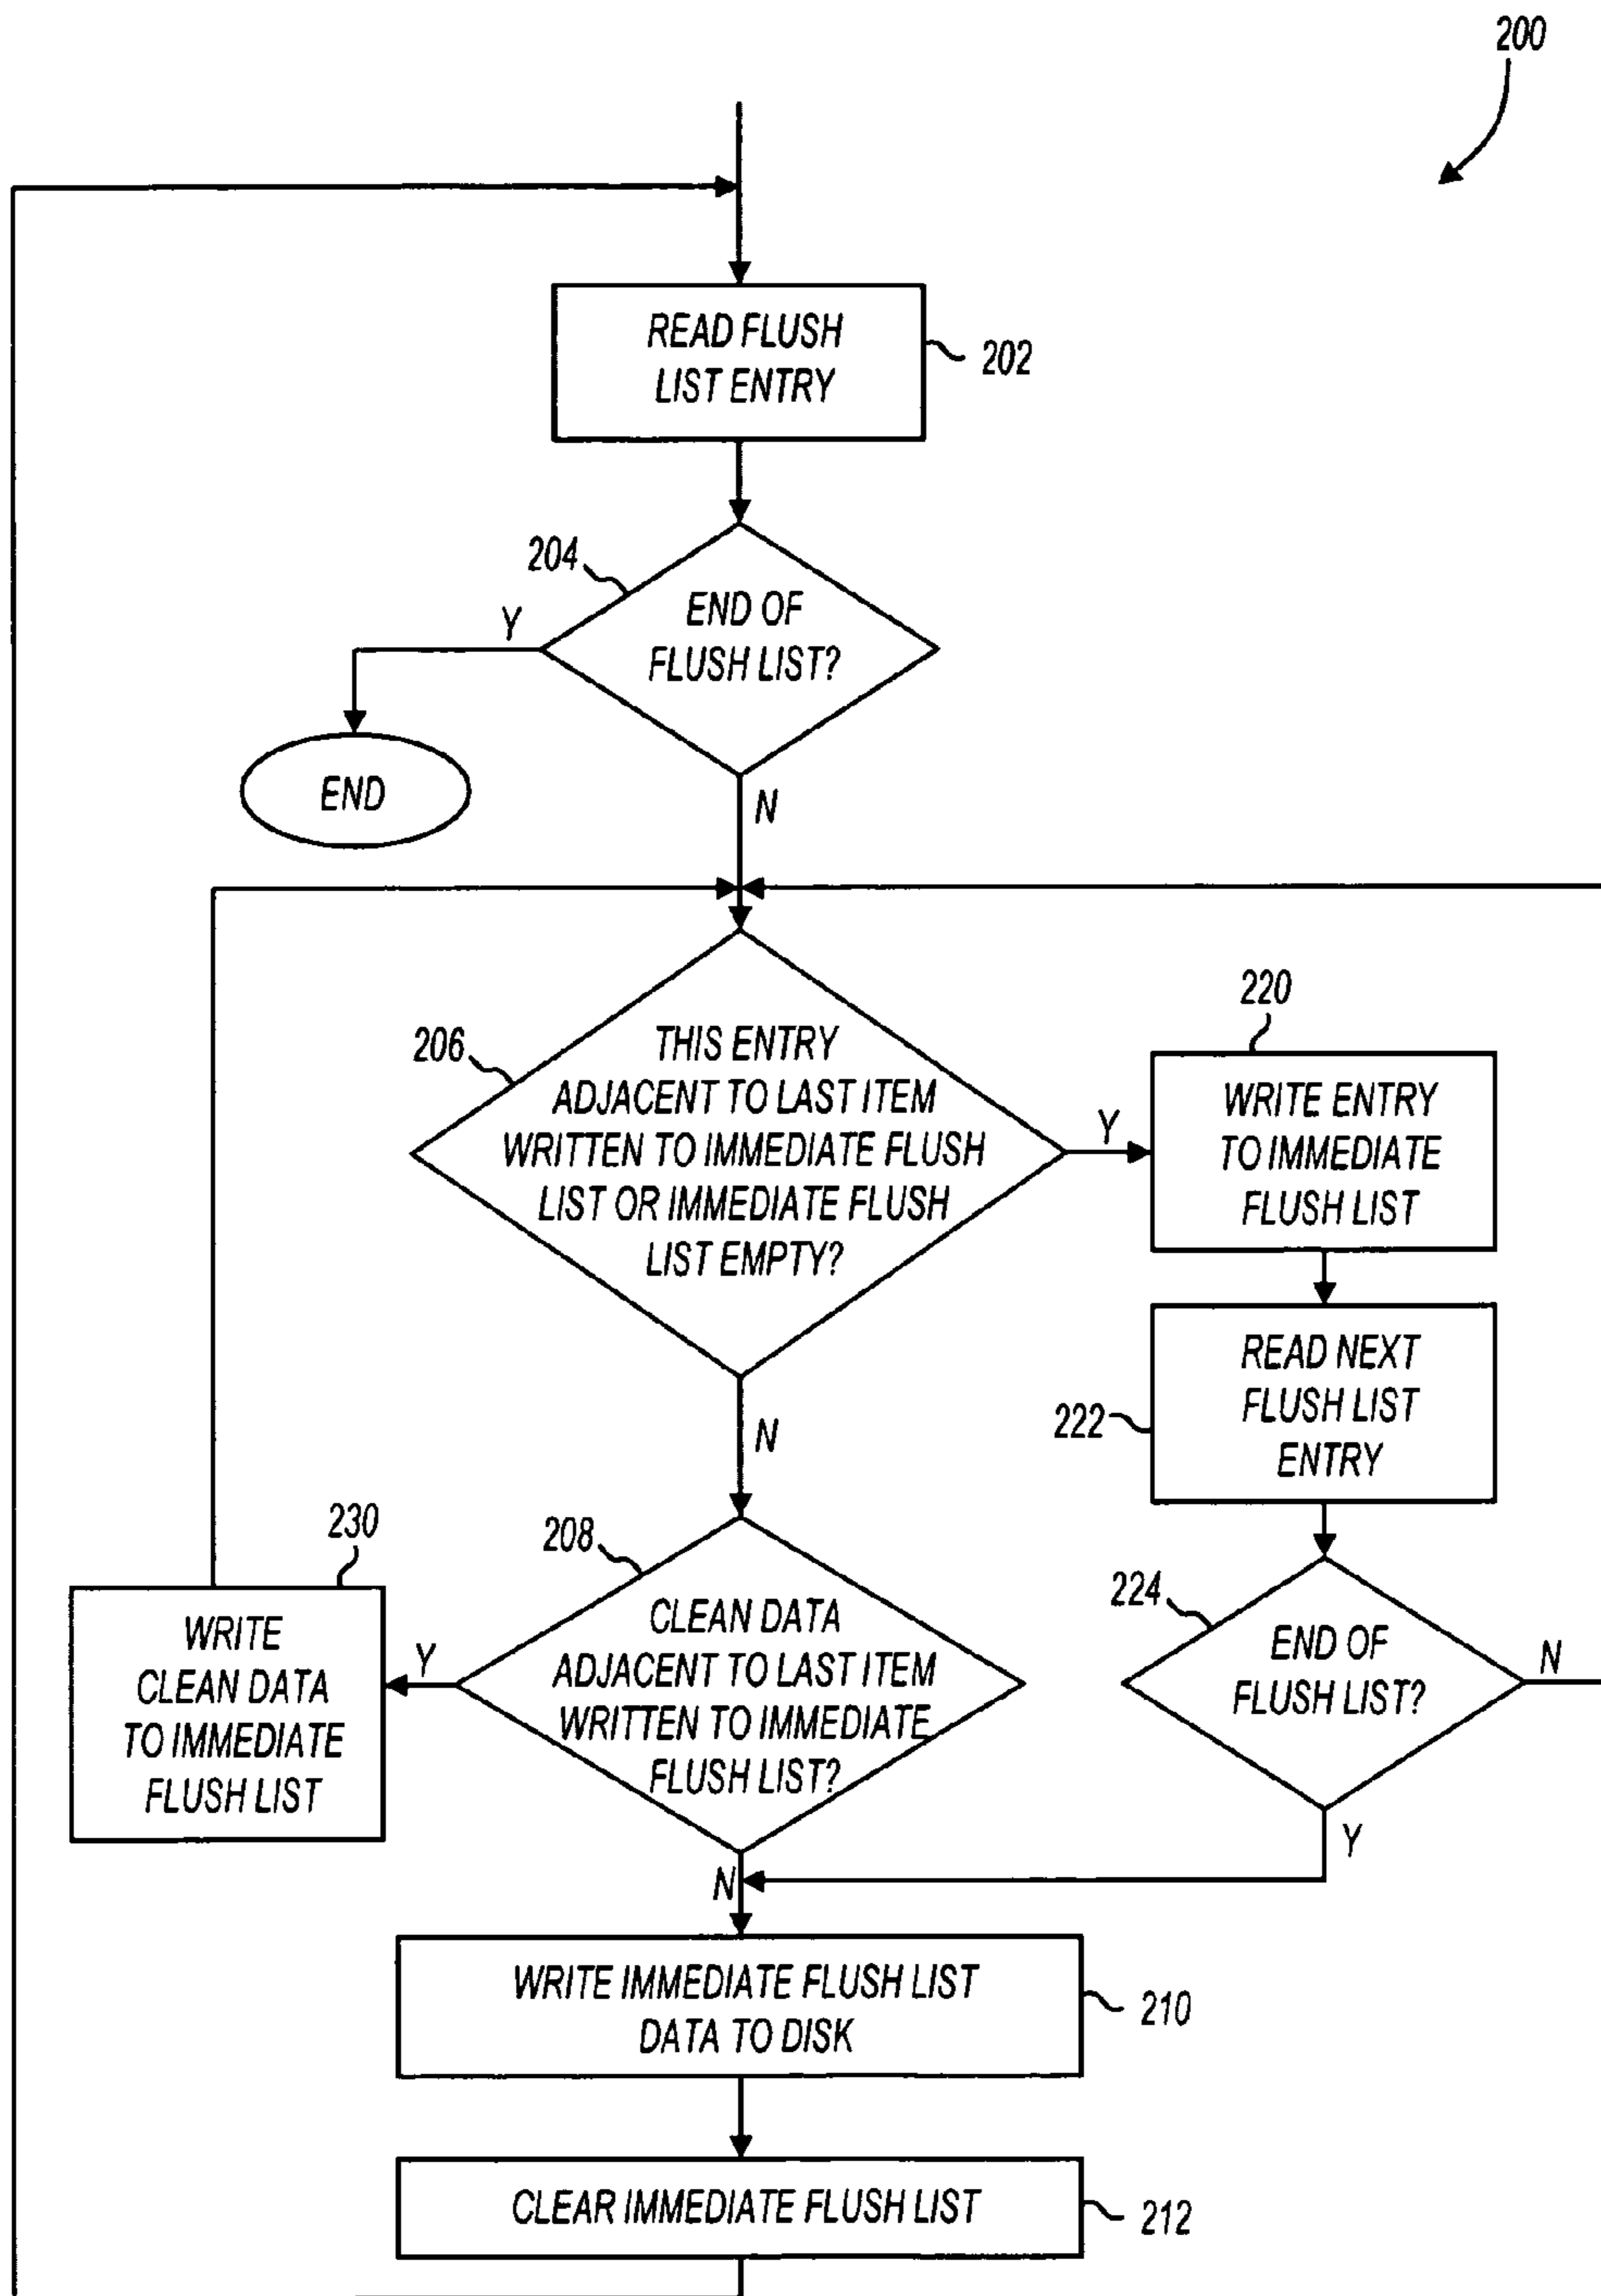 200
READ FLUSH
LIST ENTRY
202
204
END OF
FLUSH LIST?
Y
END
N
206
THIS ENTRY
ADJACENT TO LAST ITEM
WRITTEN TO IMMEDIATE FLUSH
LIST OR IMMEDIATE FLUSH
LIST EMPTY?
Y
N
220
WRITE ENTRY
TO IMMEDIATE
FLUSH LIST
222
READ NEXT
FLUSH LIST
ENTRY
224
END OF
FLUSH LIST?
N
Y
208
CLEAN DATA
ADJACENT TO LAST ITEM
WRITTEN TO IMMEDIATE
FLUSH LIST?
Y
N
230
WRITE
CLEAN DATA
TO IMMEDIATE
FLUSH LIST
WRITE IMMEDIATE FLUSH LIST
DATA TO DISK
210
CLEAR IMMEDIATE FLUSH LIST
212